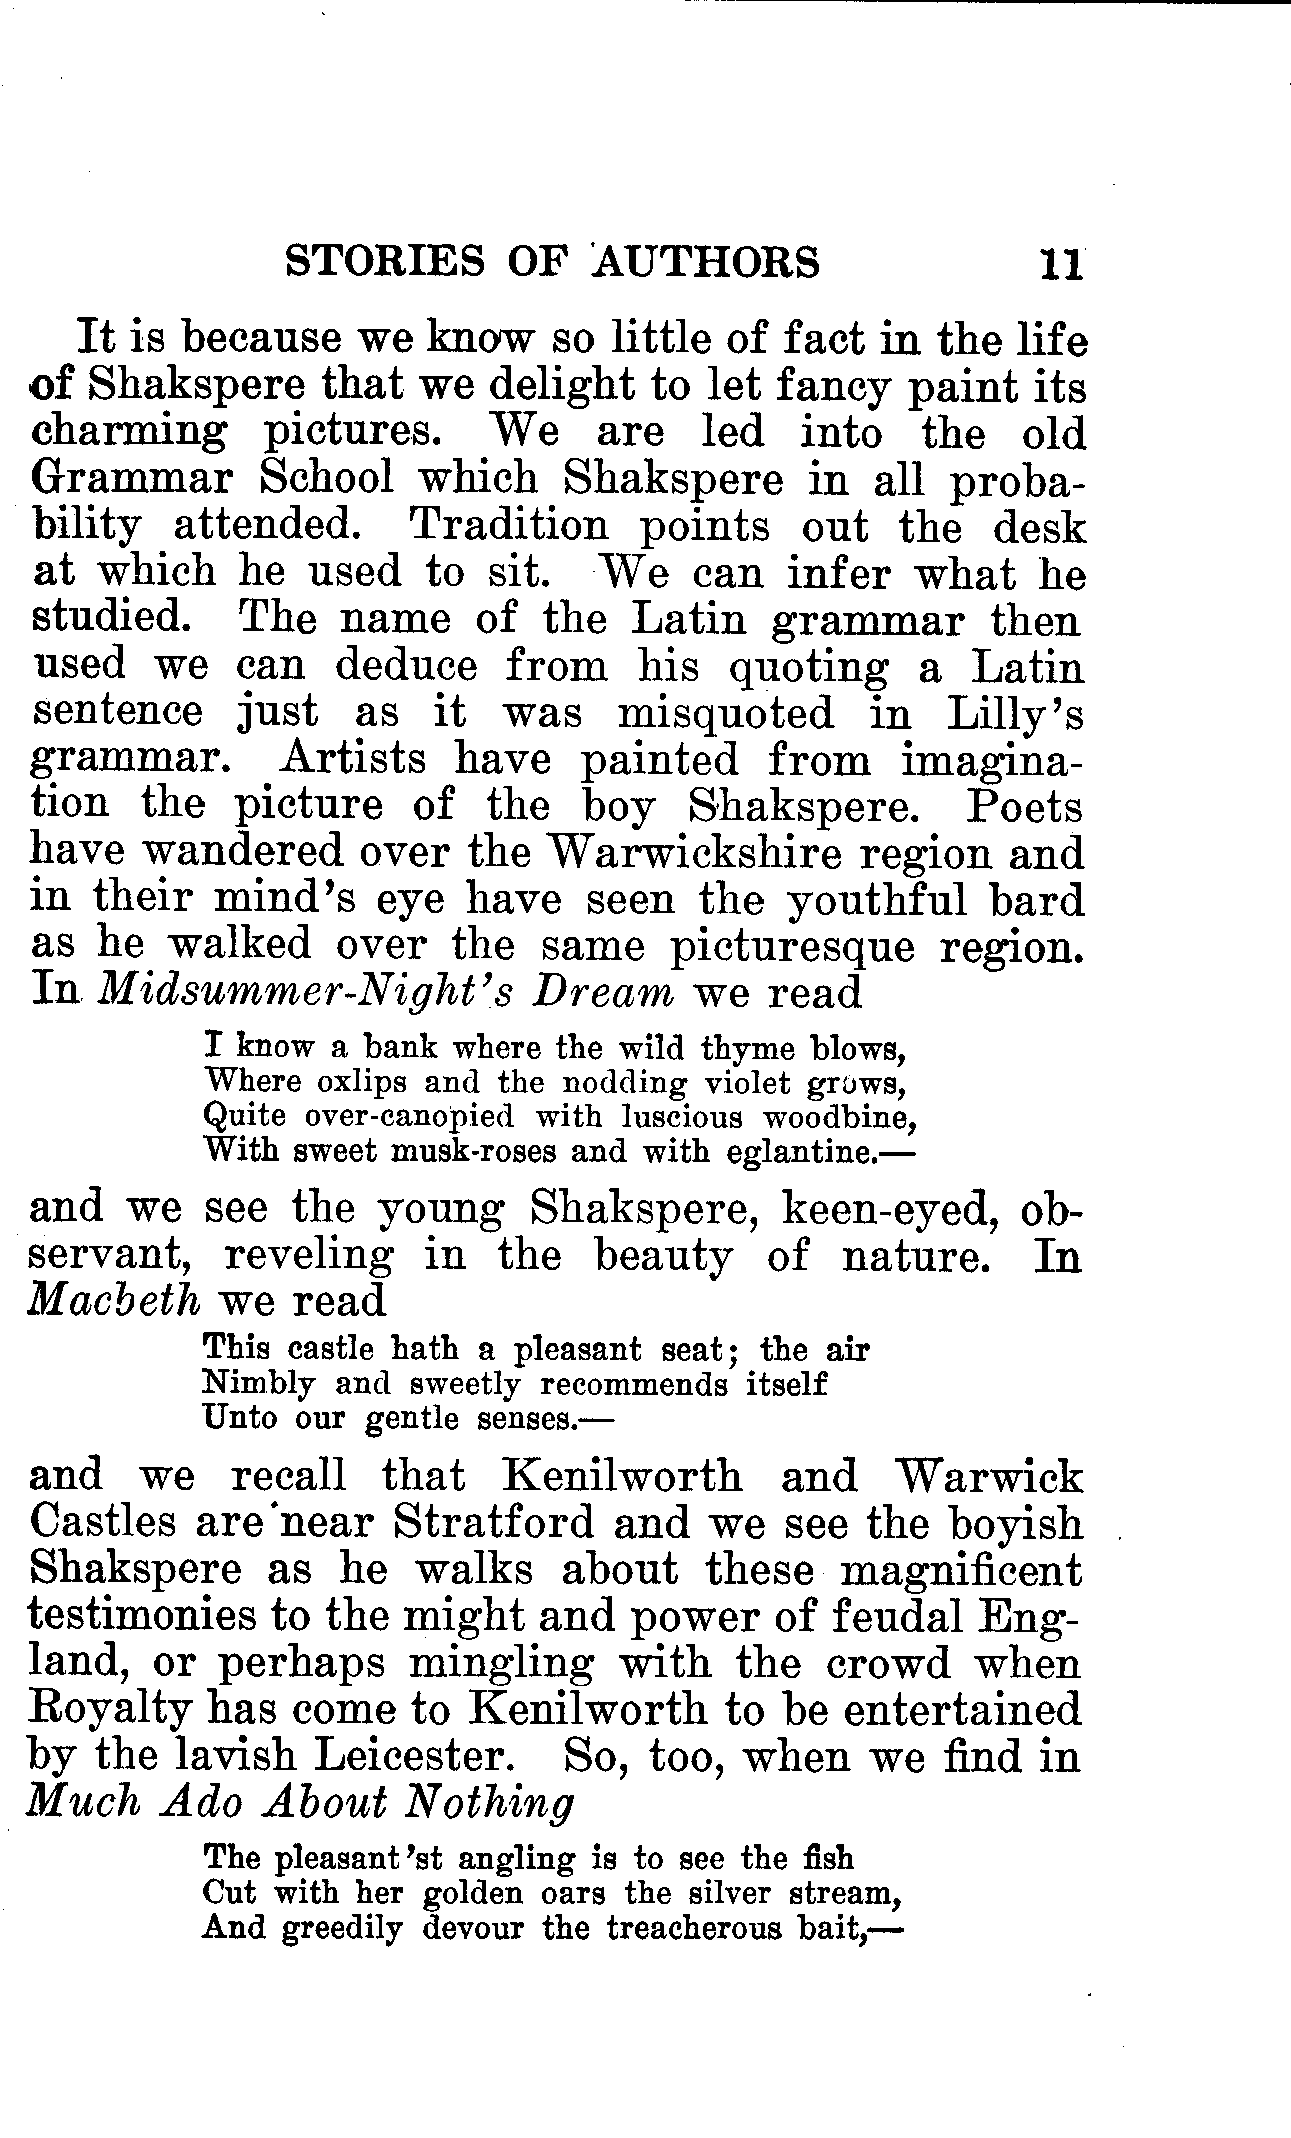 STORIES OF AUTHORS 11
It is because we know so little of fact in the life
of Shakspere that we delight to let fancy paint its
charming pictures. We are led into the old
Grammar School which Shakspere in all proba-
bility attended. Tradition points out the desk
at which he used to sit. We can infer what he
studied. The name of the Latin grammar then
used we can deduce from his quoting a Latin
sentence just as it was misquoted in Lilly's
grammar. Artists have painted from imagina-
tion the picture of the boy Shakspere. Poets
have wandered over the Warwickshire region and
in their mind's eye have seen the youthful bard
as he walked over the same picturesque region.
In Midsummer-Night's Dream we read
I know a bank where the wild thyme blows,
Where oxlips and the nodding violet grows,
Quite over-canopied with luscious woodbine,
With sweet musk-roses and with eglantine.—
and we see the young Shakspere, keen-eyed, ob-
servant, reveling in the beauty of nature. In
Macbeth we read
This castle hath a pleasant seat; the air
Nimbly and sweetly recommends itself
Unto our gentle senses.—
and we recall that Kenilworth and Warwick
Castles are near Stratford and we see the boyish
Shakspere as he walks about these magnificent
testimonies to the might and power of feudal Eng-
land, or perhaps mingling with the crowd when
Royalty has come to Kenilworth to be entertained
by the lavish Leicester. So, too, when we find in
Much Ado About Nothing
The pleasant'st angling is to see the fish
Cut with her golden oars the silver stream,
And greedily devour the treacherous bait,—